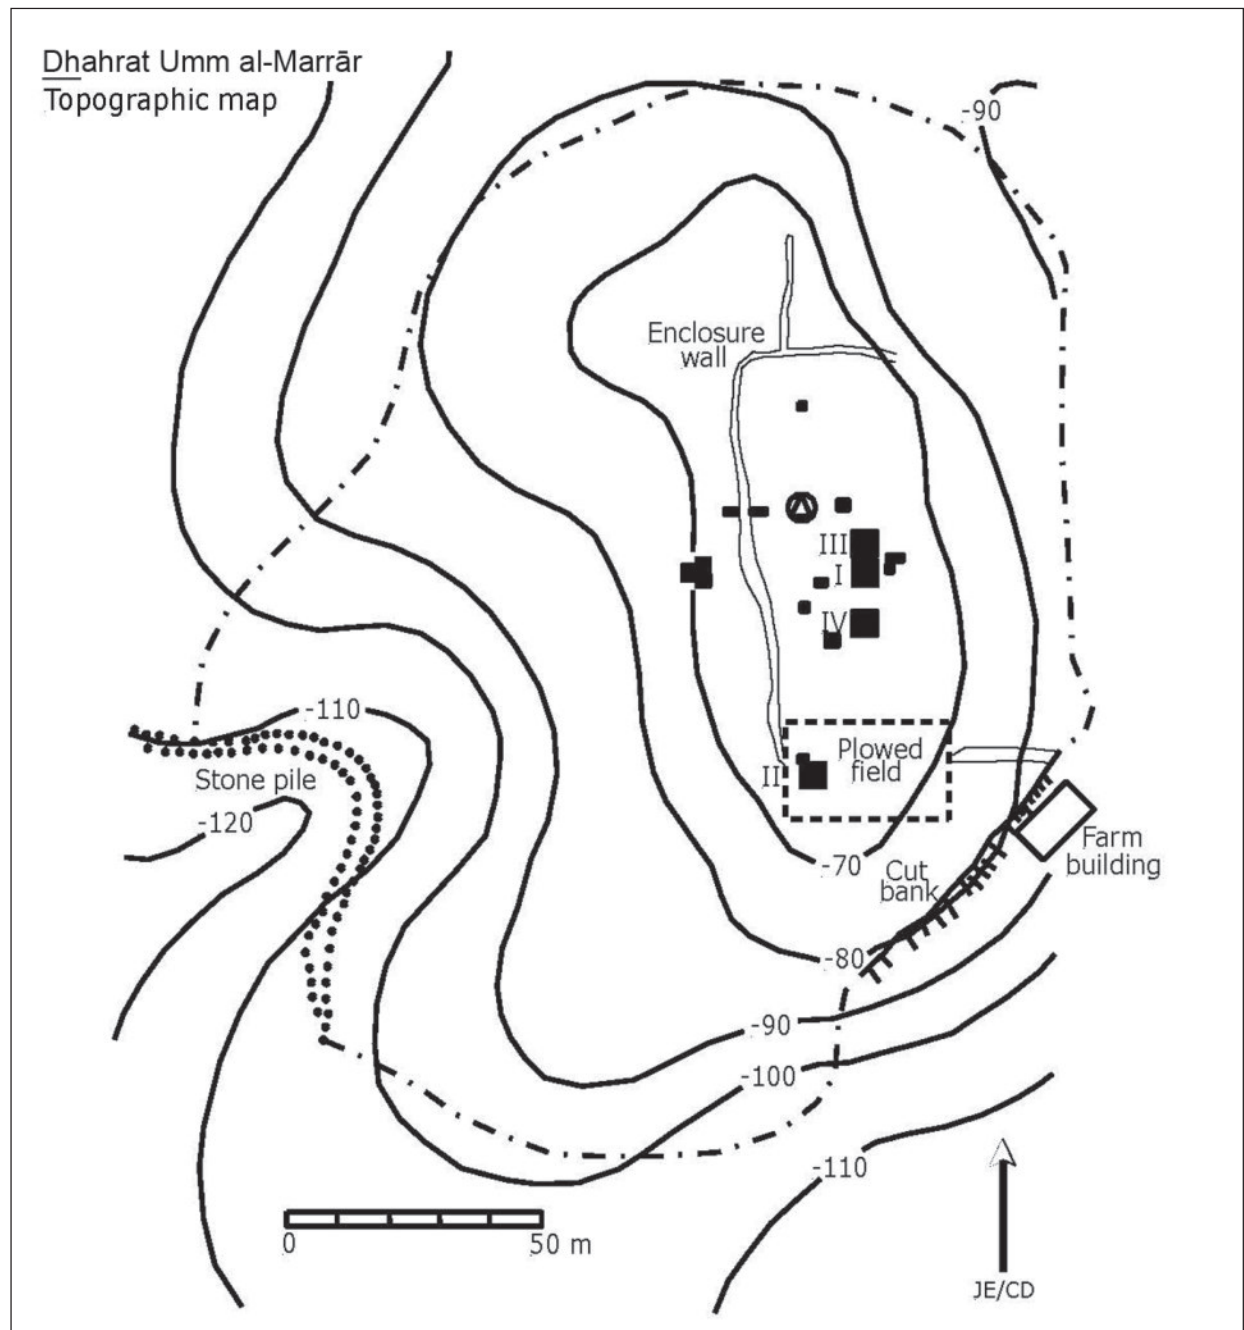 Dhahrat Umm al-Marrār
Topographic map
-90
Enclosure
wall
III
I
IV
-110
Stone pile
-120
II
Plowed
field
-70
Cut
bank
Farm
building
-80
-90
-100
-110
0 50 m
JE/CD